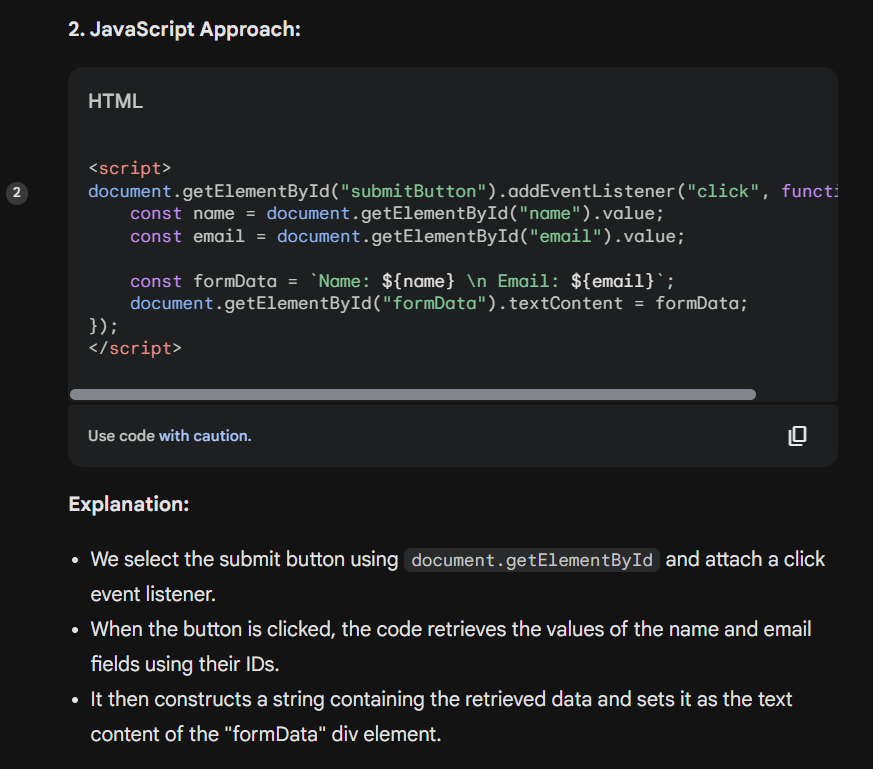 2. JavaScript Approach:
HTML
<script>
2
document.getElementById("submitButton").addEventListener("click", functi
    const name = document.getElementById("name").value;
    const email = document.getElementById("email").value;
    const formData = `Name: ${name} \n Email: ${email}`;
    document.getElementById("formData").textContent = formData;
});
</script>
Use code with caution.
Explanation:
• We select the submit button using document.getElementById and attach a click
event listener.
• When the button is clicked, the code retrieves the values of the name and email
fields using their IDs.
• It then constructs a string containing the retrieved data and sets it as the text
content of the "formData" div element.